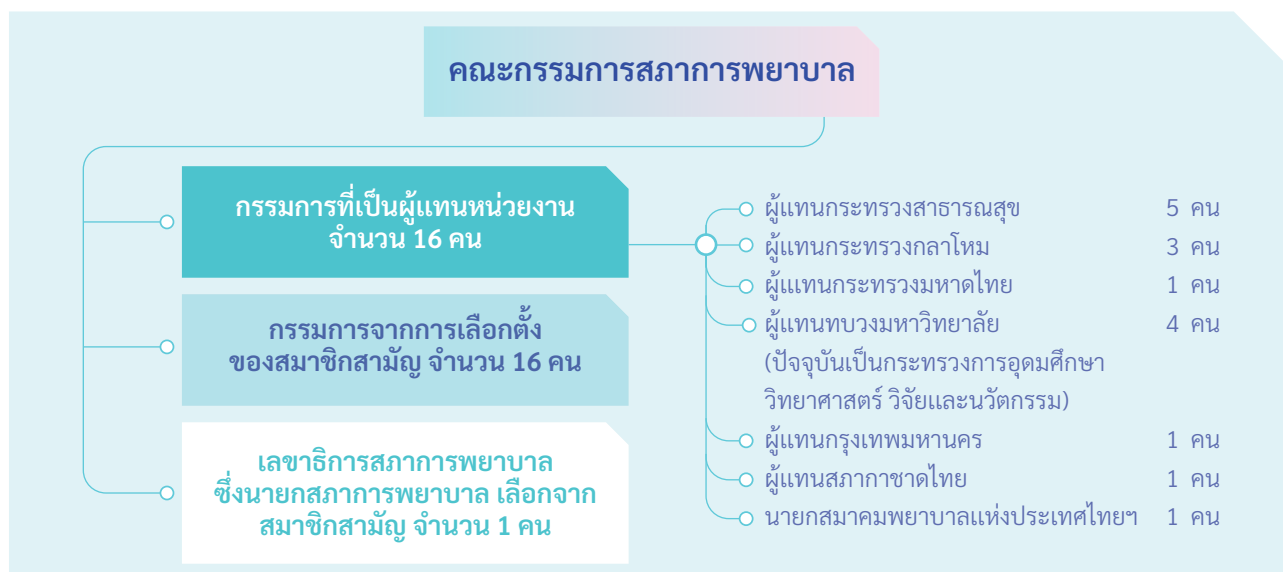 คณะกรรมการสภาการพยาบาล
กรรมการที่เป็นผู้แทนหน่วยงาน
จำนวน 16 คน
กรรมการจากการเลือกตั้ง
ของสมาชิกสามัญ จำนวน 16 คน
เลขาธิการสภาการพยาบาล
ซึ่งนายกสภาการพยาบาล เลือกจาก
สมาชิกสามัญ จำนวน 1 คน
ผู้แทนกระทรวงสาธารณสุข 5 คน
ผู้แทนกระทรวงกลาโหม 3 คน
ผู้แทนกระทรวงมหาดไทย 1 คน
ผู้แทนทบวงมหาวิทยาลัย 4 คน
(ปัจจุบันเป็นกระทรวงการอุดมศึกษา
วิทยาศาสตร์ วิจัยและนวัตกรรม)
ผู้แทนกรุงเทพมหานคร 1 คน
ผู้แทนสภากาชาดไทย 1 คน
นายกสมาคมพยาบาลแห่งประเทศไทยฯ 1 คน